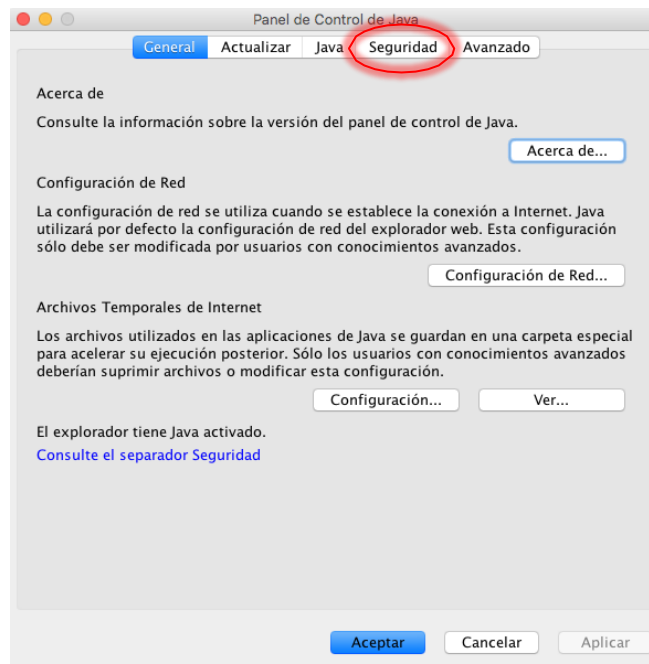 Panel de Control de Java
General Actualizar Java Seguridad Avanzado
Acerca de
Consulte la información sobre la versión del panel de control de Java.
Acerca de...
Configuración de Red
La configuración de red se utiliza cuando se establece la conexión a Internet. Java
utilizará por defecto la configuración de red del explorador web. Esta configuración
sólo debe ser modificada por usuarios con conocimientos avanzados.
Configuración de Red...
Archivos Temporales de Internet
Los archivos utilizados en las aplicaciones de Java se guardan en una carpeta especial
para acelerar su ejecución posterior. Sólo los usuarios con conocimientos avanzados
deberían suprimir archivos o modificar esta configuración.
Configuración... Ver...
El explorador tiene Java activado.
Consulte el separador Seguridad
Aceptar Cancelar Aplicar